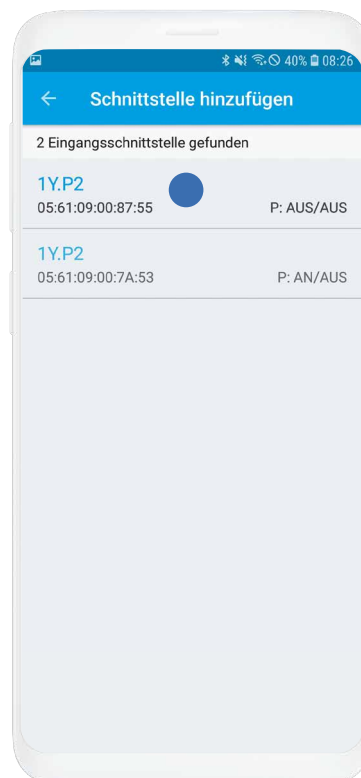 40% 08:26
Schnittstelle hinzufügen
2 Eingangsschnittstelle gefunden
1Y.P2
05:61:09:00:87:55 P: AUS/AUS
1Y.P2
05:61:09:00:7A:53 P: AN/AUS